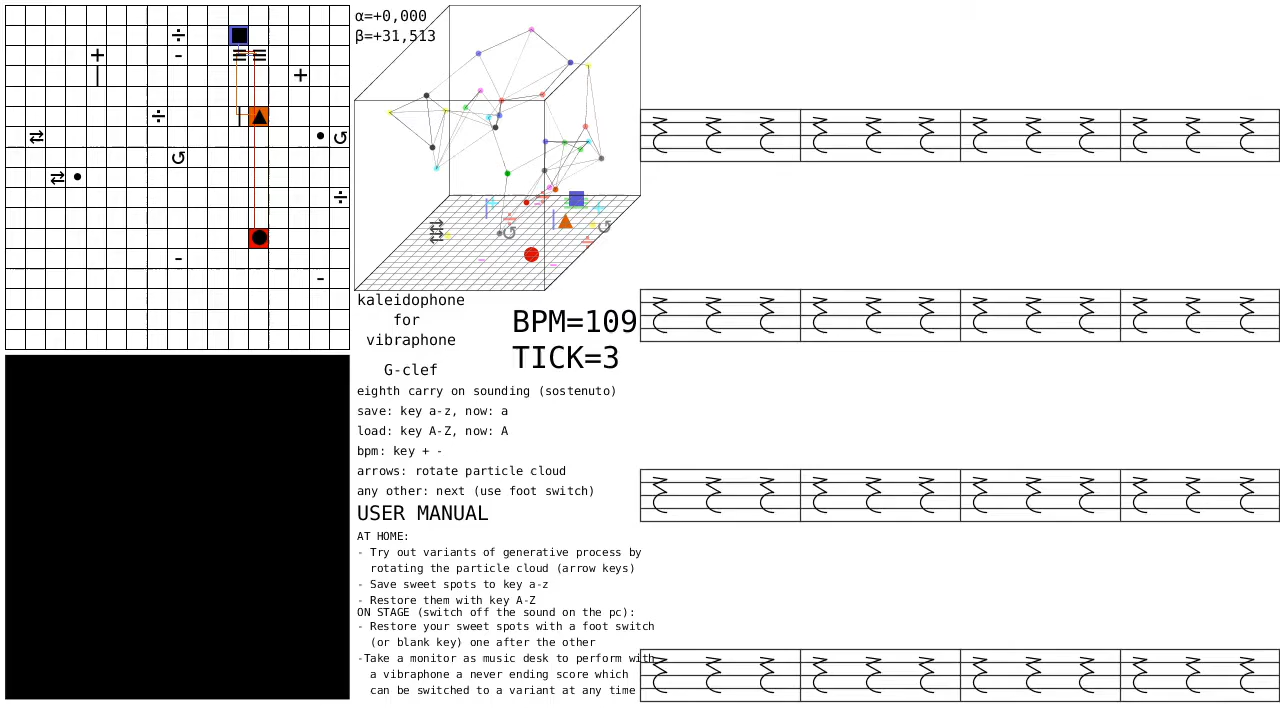 α=+0,000
β=+31,513
kaleidophone
for
vibraphone
G-clef
BPM=109
TICK=3
eighth carry on sounding (sostenuto)
save: key a-z, now: a
load: key A-Z, now: A
bpm: key + -
arrows: rotate particle cloud
any other: next (use foot switch)
USER MANUAL
AT HOME:
- Try out variants of generative process by
rotating the particle cloud (arrow keys)
- Save sweet spots to key a-z
- Restore them with key A-Z
ON STAGE (switch off the sound on the pc):
- Restore your sweet spots with a foot switch
(or blank key) one after the other
-Take a monitor as music desk to perform with
a vibraphone a never ending score which
can be switched to a variant at any time